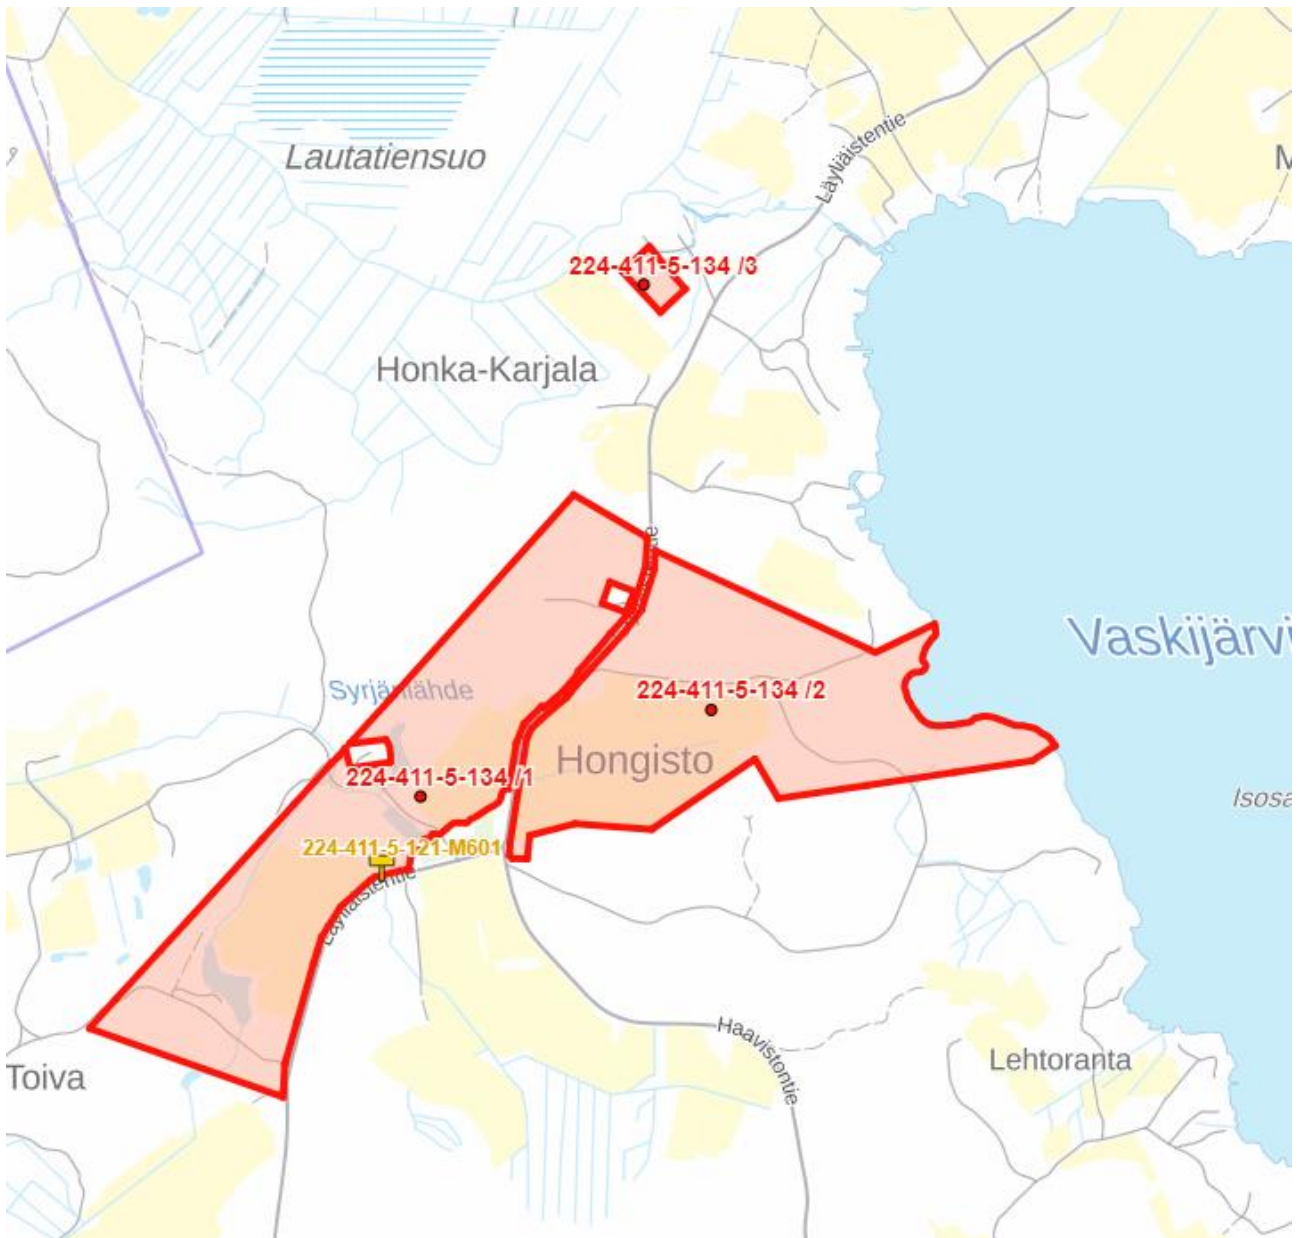 Läyliäistentie
Lautatiensuo
M
224-411-5-134 /3
Honka-Karjala
Vaskijärvi
Syrjänlähde
224-411-5-134 /2
Hongisto
224-411-5-134 /1
Isosa
224-411-5-121-M601
Läyliäistentie
Haavistontie
Lehtoranta
Toiva